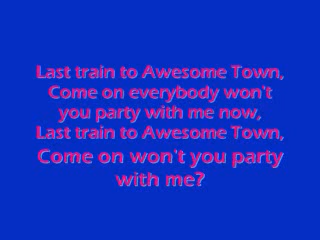 Last train to Awesome Town,
Come on everybody won't
you party with me now,
Last train to Awesome Town,
Come on won't you party
with me?